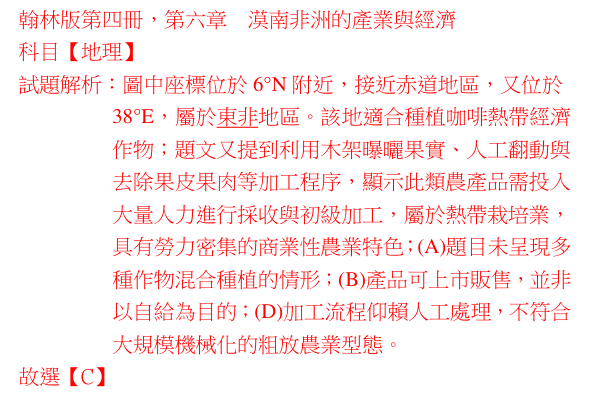 翰林版第四冊，第六章　漠南非洲的產業與經濟
科目【地理】
試題解析：圖中座標位於 6°N 附近，接近赤道地區，又位於
38°E，屬於東非地區。該地適合種植咖啡熱帶經濟
作物；題文又提到利用木架曝曬果實、人工翻動與
去除果皮果肉等加工程序，顯示此類農產品需投入
大量人力進行採收與初級加工，屬於熱帶栽培業，
具有勞力密集的商業性農業特色；(A)題目未呈現多
種作物混合種植的情形；(B)產品可上市販售，並非
以自給為目的；(D)加工流程仰賴人工處理，不符合
大規模機械化的粗放農業型態。
故選【C】